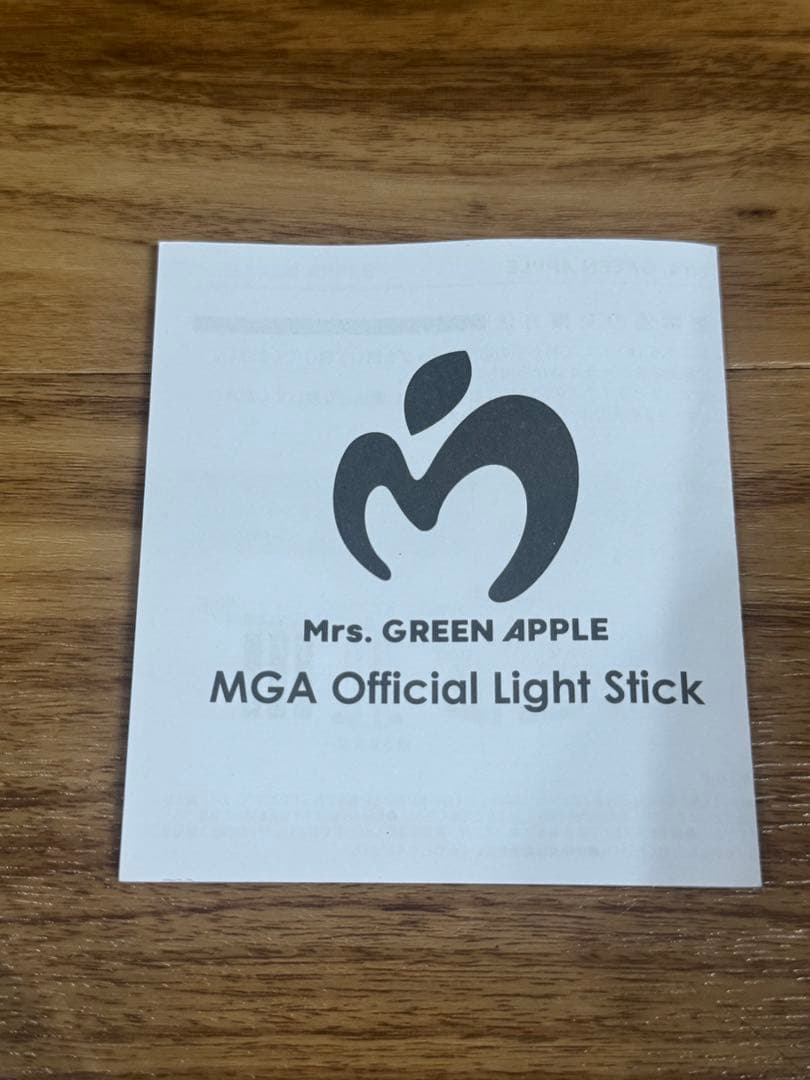 Mrs. GREEN APPLE
MGA Official Light Stick